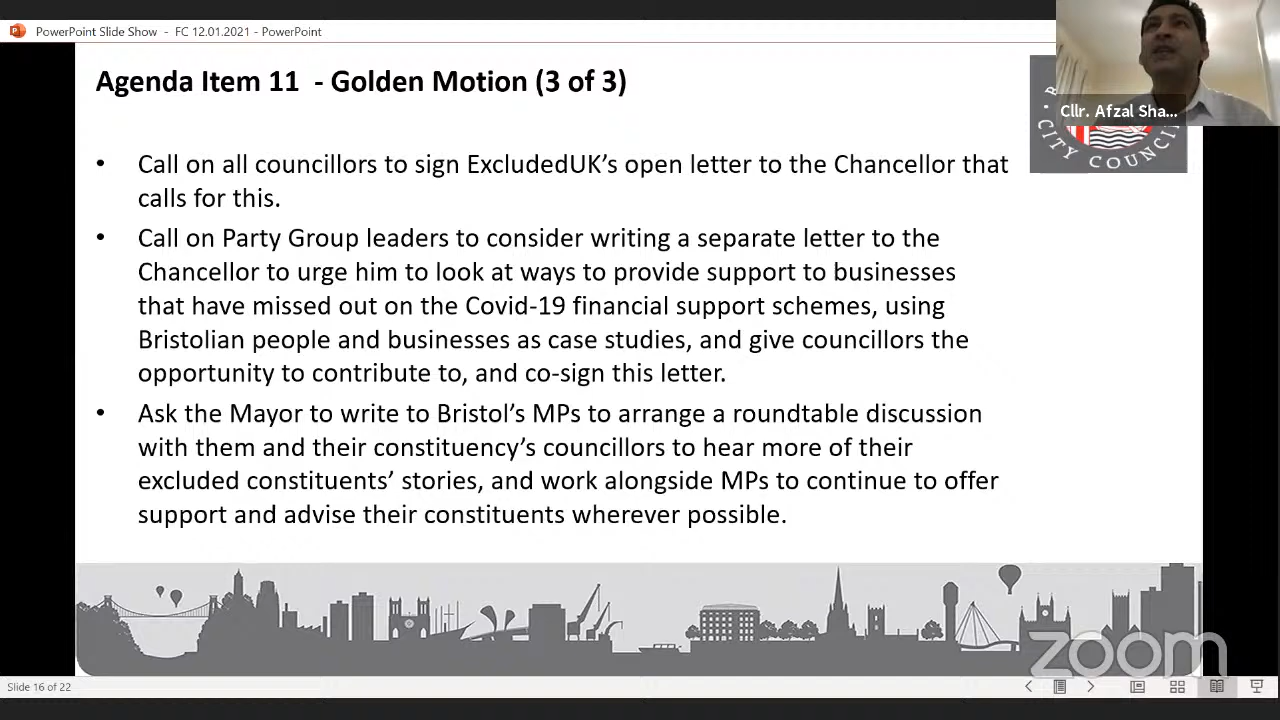 PowerPoint Slide Show - FC 12.01.2021 - PowerPoint
Agenda Item 11 - Golden Motion (3 of 3)
Cllr. Afzal Sha...
CITY COUNCIL
• Call on all councillors to sign ExcludedUK’s open letter to the Chancellor that
calls for this.
• Call on Party Group leaders to consider writing a separate letter to the
Chancellor to urge him to look at ways to provide support to businesses
that have missed out on the Covid-19 financial support schemes, using
Bristolian people and businesses as case studies, and give councillors the
opportunity to contribute to, and co-sign this letter.
• Ask the Mayor to write to Bristol’s MPs to arrange a roundtable discussion
with them and their constituency’s councillors to hear more of their
excluded constituents’ stories, and work alongside MPs to continue to offer
support and advise their constituents wherever possible.
zoom
Slide 16 of 22